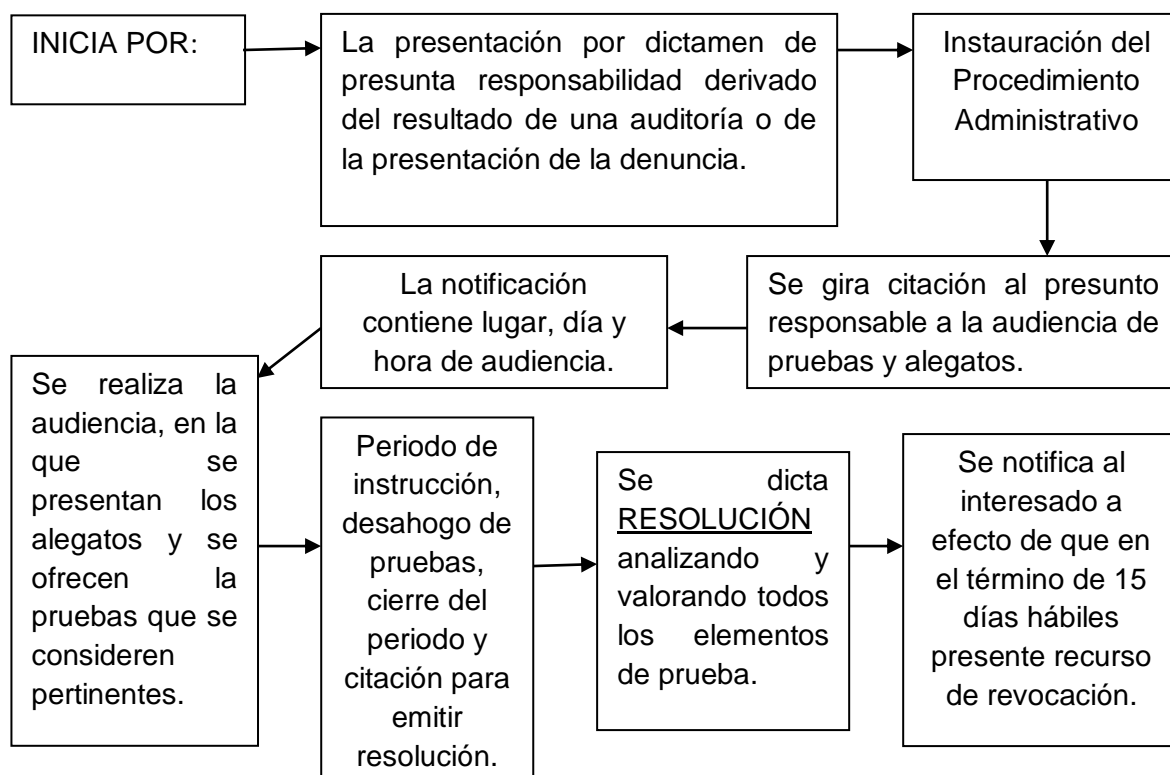 INICIA POR:
La presentación por dictamen de
presunta responsabilidad derivado
del resultado de una auditoría o de
la presentación de la denuncia.
Instauración del
Procedimiento
Administrativo
Se gira citación al presunto
responsable a la audiencia de
pruebas y alegatos.
La notificación
contiene lugar, día y
hora de audiencia.
Se realiza la
audiencia, en la
que se
presentan los
alegatos y se
ofrecen la
pruebas que se
consideren
pertinentes.
Periodo de
instrucción,
desahogo de
pruebas,
cierre del
periodo y
citación para
emitir
resolución.
Se dicta
RESOLUCIÓN
analizando y
valorando todos
los elementos
de prueba.
Se notifica al
interesado a
efecto de que en
el término de 15
días hábiles
presente recurso
de revocación.